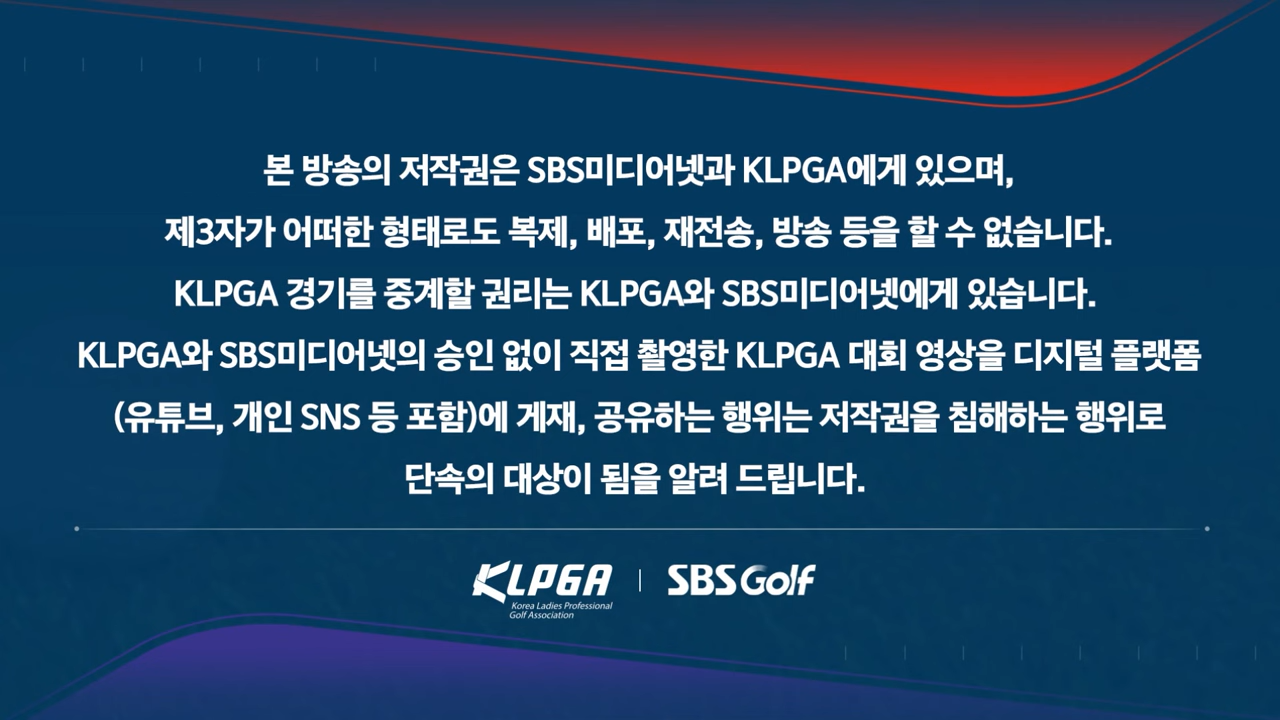 본 방송의 저작권은 SBS미디어넷과 KLPGA에게 있으며,
제3자가 어떠한 형태로도 복제, 배포, 재전송, 방송 등을 할 수 없습니다.
KLPGA 경기를 중계할 권리는 KLPGA와 SBS미디어넷에게 있습니다.
KLPGA와 SBS미디어넷의 승인 없이 직접 촬영한 KLPGA 대회 영상을 디지털 플랫폼
(유튜브, 개인 SNS 등 포함)에 게재, 공유하는 행위는 저작권을 침해하는 행위로
단속의 대상이 됨을 알려 드립니다.
KLPGA
Korea Ladies Professional
Golf Association
SBS Golf